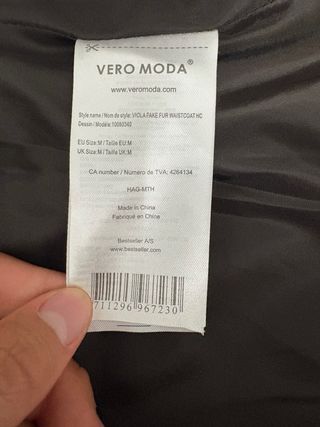 VERO MODA®
www.veromoda.com
Style name / Nom de style: VIOLA FAKE FUR WAISTCOAT HC
Dessin / Modèle: 10060340
EU Size:M / Taille EU:M
UK Size:M / Taille UK:M
CA number / Numéro de TVA: 4264134
HAG-MTH
Made in China
Fabriqué en Chine
Bestseller A/S
www.bestseller.com
711296 967230